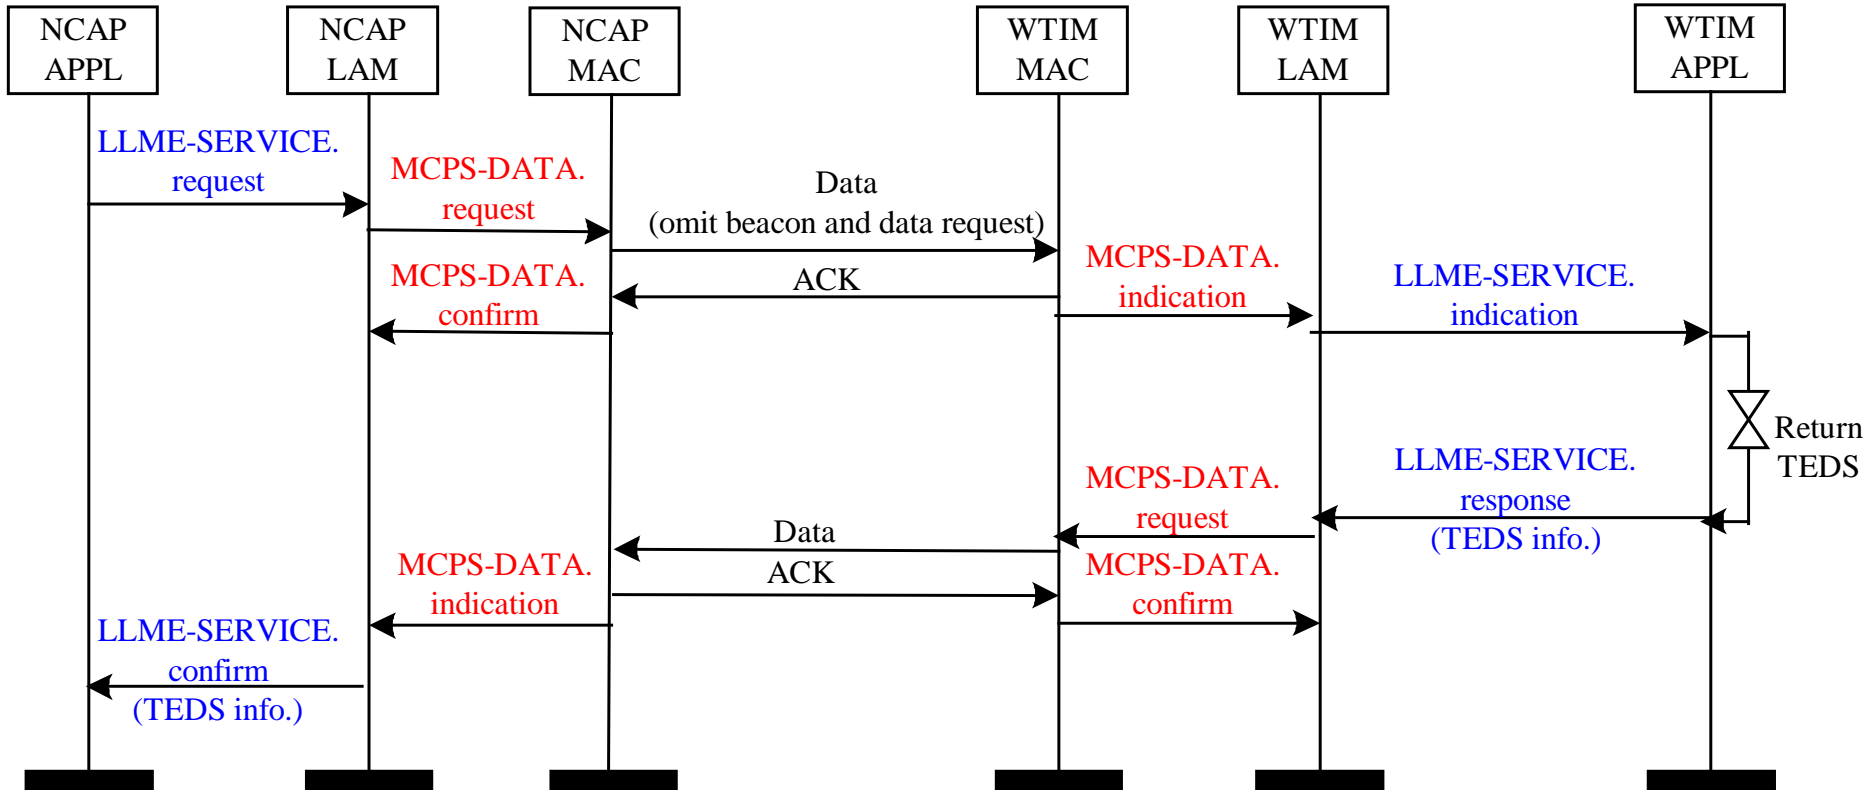 NCAP
APPL
NCAP
LAM
NCAP
MAC
WTIM
MAC
WTIM
LAM
WTIM
APPL
LLME-SERVICE.
request
MCPS-DATA.
request
Data
(omit beacon and data request)
ACK
MCPS-DATA.
confirm
MCPS-DATA.
indication
LLME-SERVICE.
indication
Return
TEDS
LLME-SERVICE.
response
(TEDS info.)
MCPS-DATA.
request
Data
ACK
MCPS-DATA.
confirm
MCPS-DATA.
indication
LLME-SERVICE.
confirm
(TEDS info.)